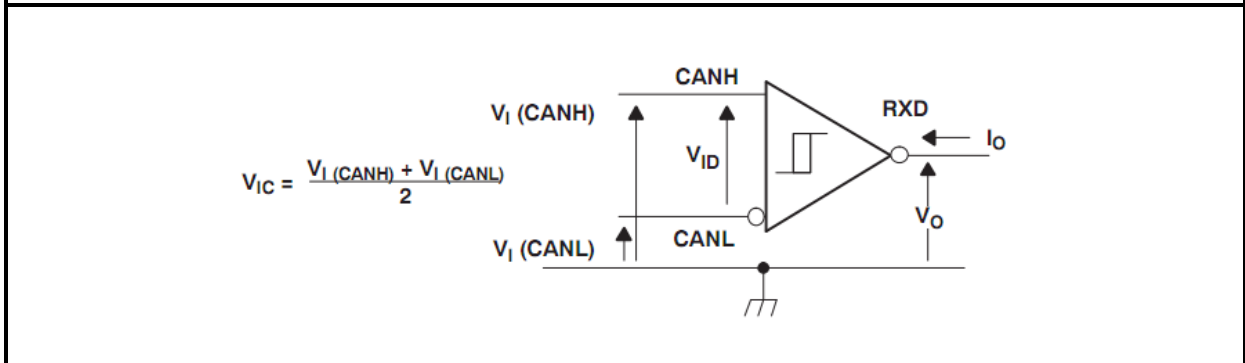 CANH
RXD
V_I (CANH)
I_O
V_ID
V_IC = V_I (CANH) + V_I (CANL)
2
V_O
CANL
V_I (CANL)